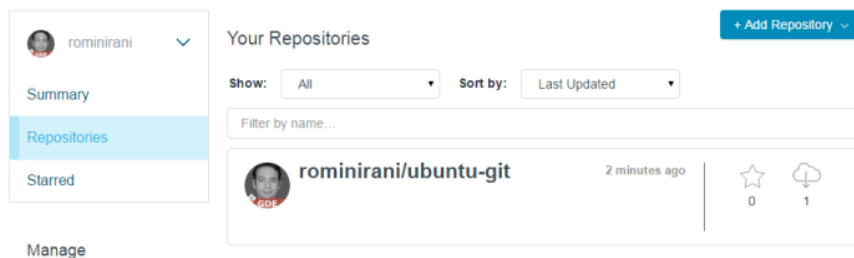 rominirani
Summary
Repositories
Starred
Manage
Your Repositories
+ Add Repository
Show: All Sort by: Last Updated
Filter by name...
GDE
rominirani/ubuntu-git 2 minutes ago
0 1